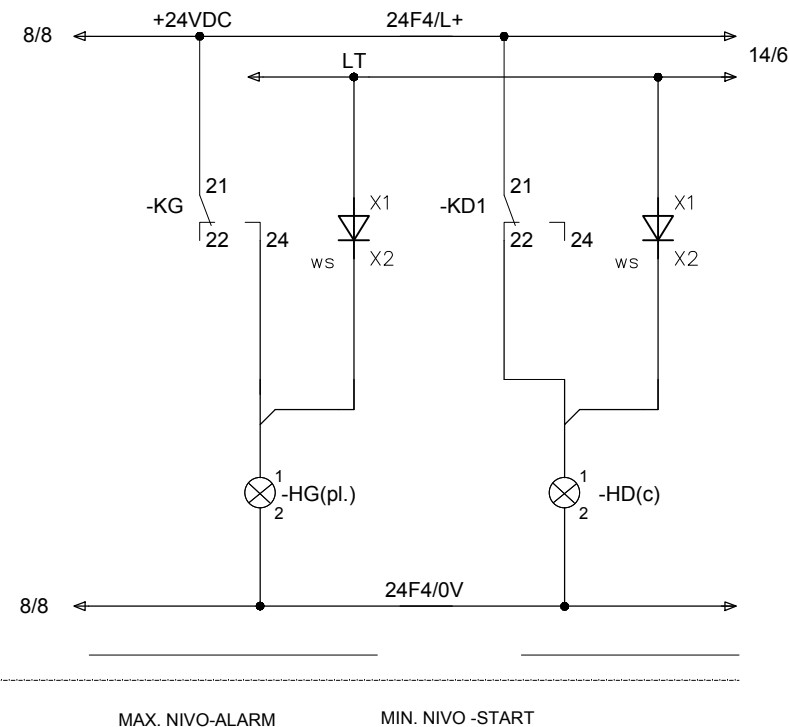 +24VDC 24F4/L+
8/8
14/6
LT
21 X1 21 X1
-KG -KD1
22 24 X2 22 24 X2
ws ws
1 1
-HG(pl.) -HD(c)
2 2
24F4/0V
8/8
MAX. NIVO-ALARM MIN. NIVO -START